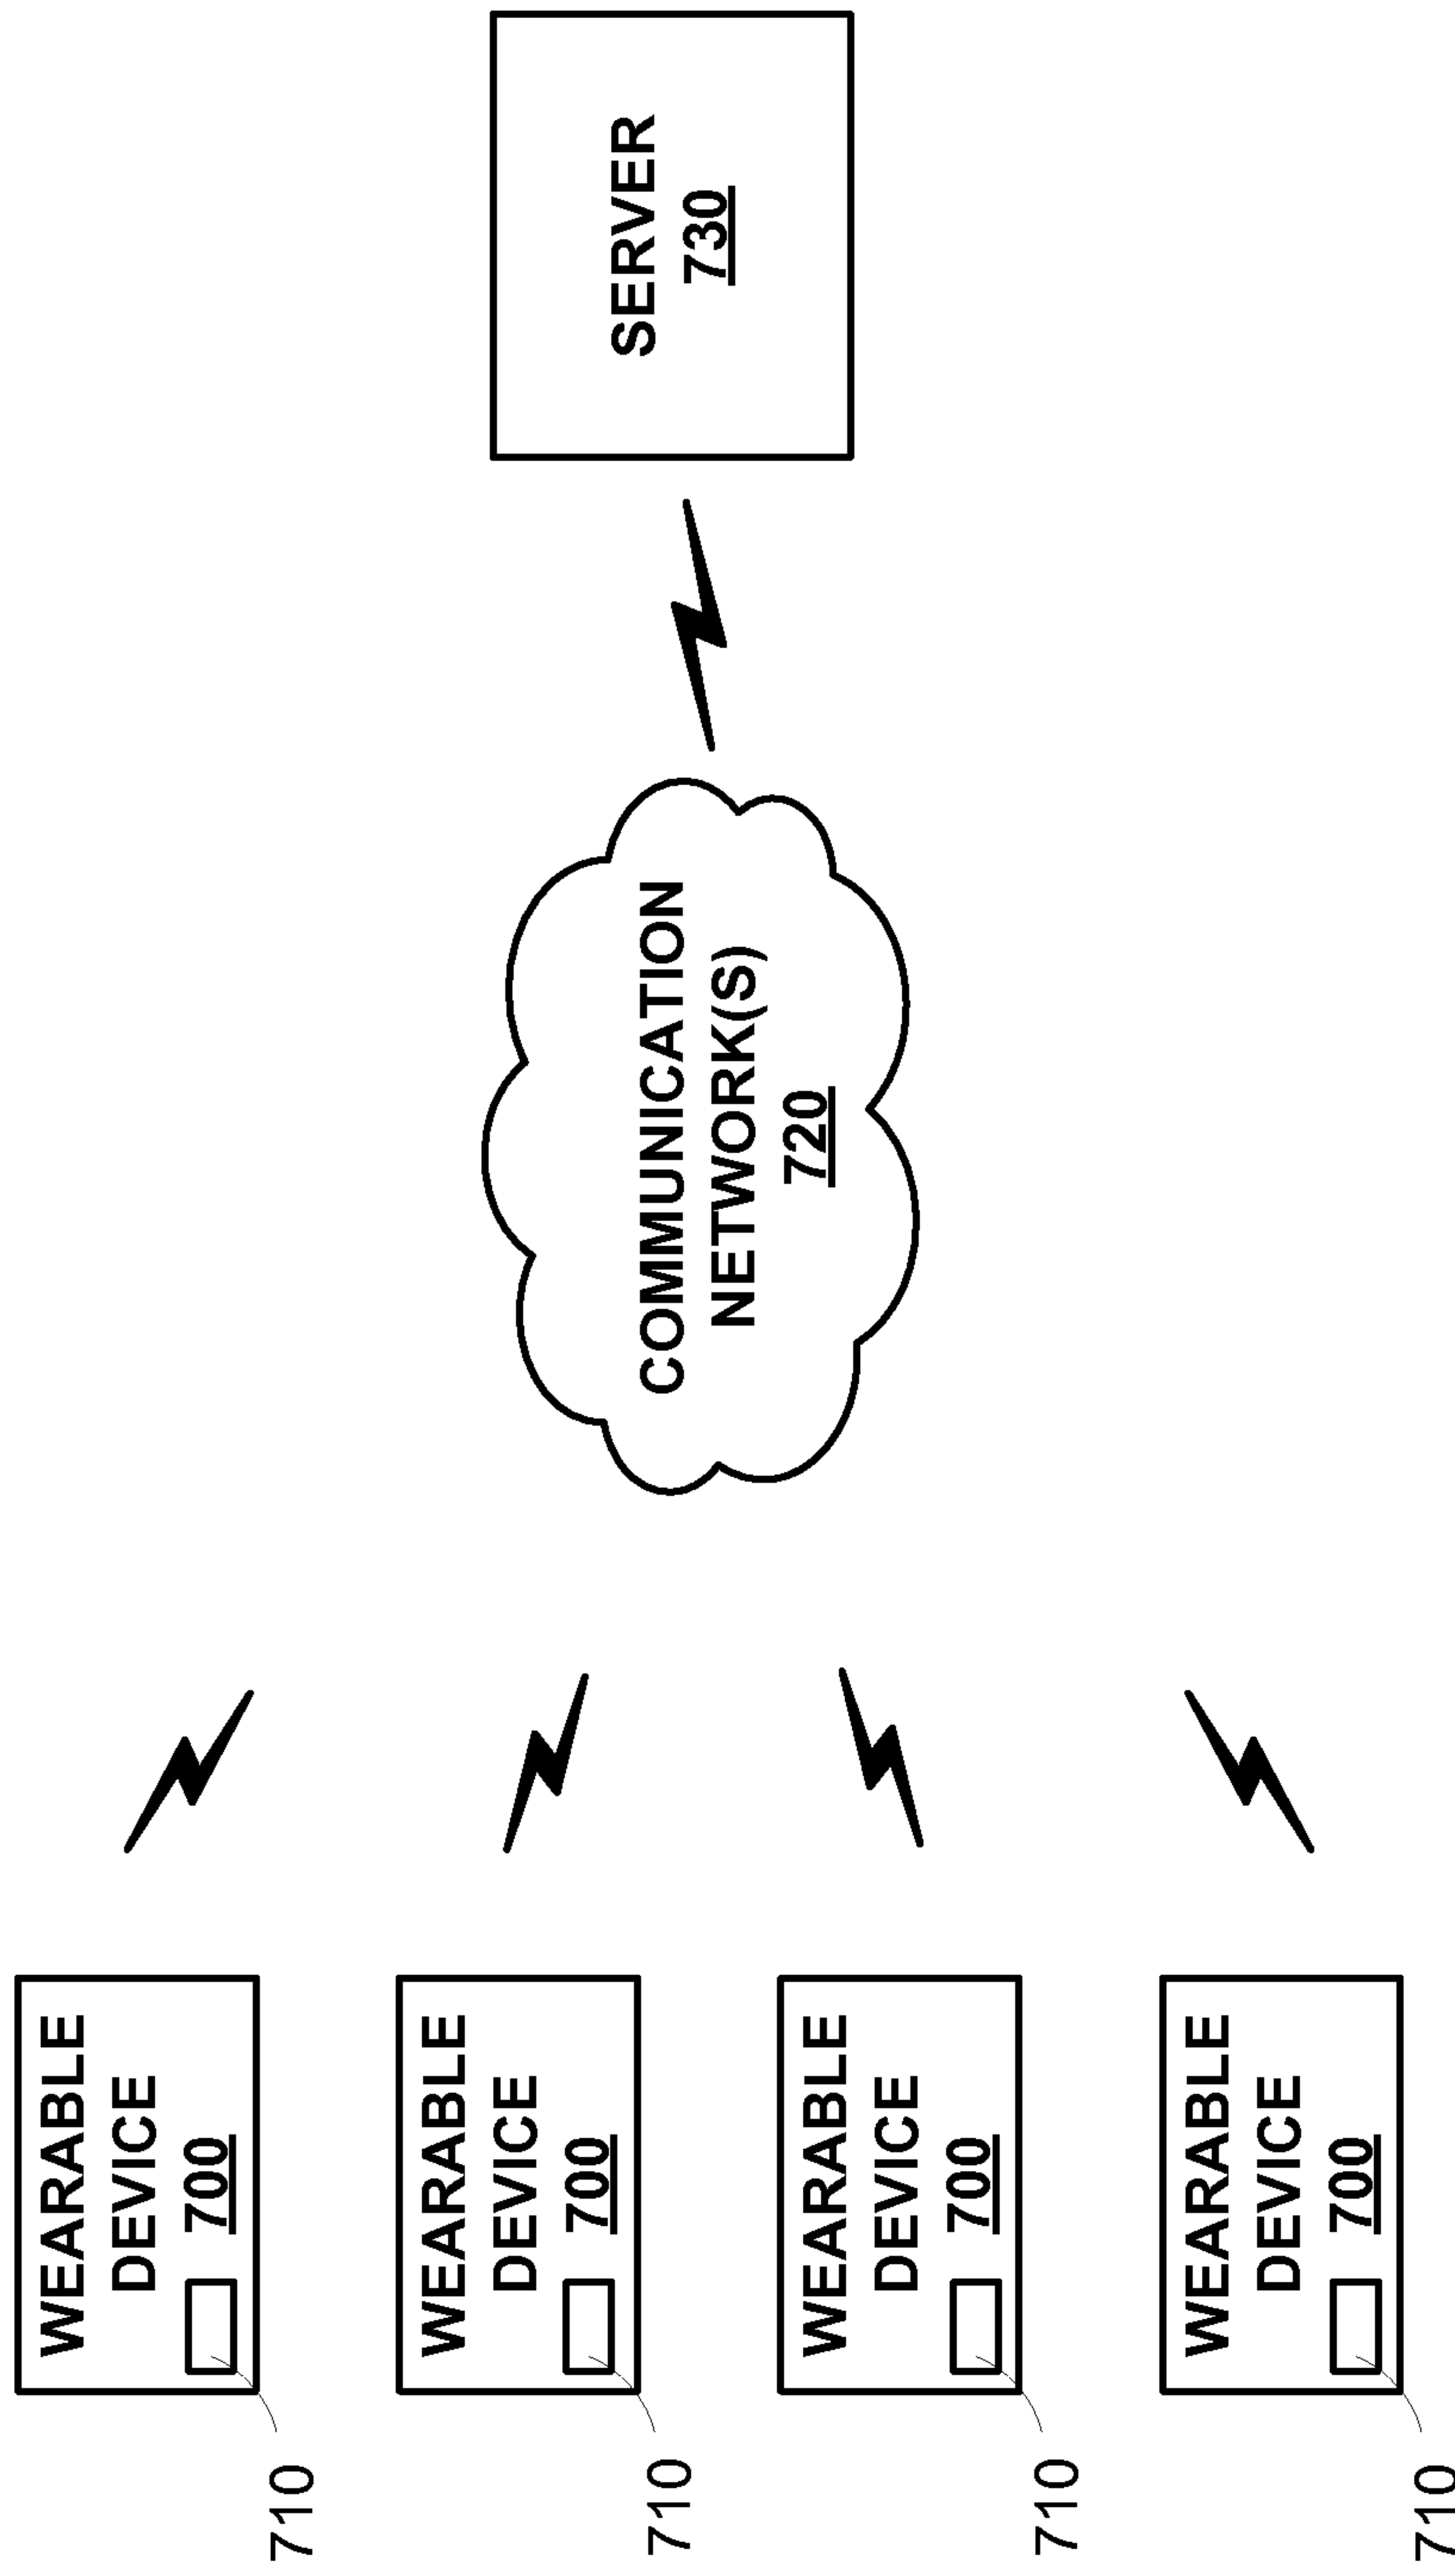 WEARABLE
DEVICE
700
710
WEARABLE
DEVICE
700
710
WEARABLE
DEVICE
700
710
WEARABLE
DEVICE
700
710
COMMUNICATION
NETWORK(S)
720
SERVER
730